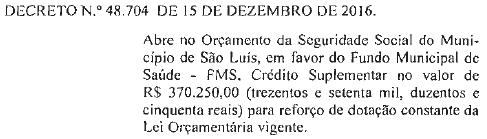 DECRETO N.º 48.704 DE 15 DE DEZEMBRO DE 2016.
Abre no Orçamento da Seguridade Social do Muni-
cípio de São Luís, em favor do Fundo Municipal de
Saúde - FMS, Crédito Suplementar no valor de
R$ 370.250,00 (trezentos e setenta mil, duzentos e
cinquenta reais) para reforço de dotação constante da
Lei Orçamentária vigente.